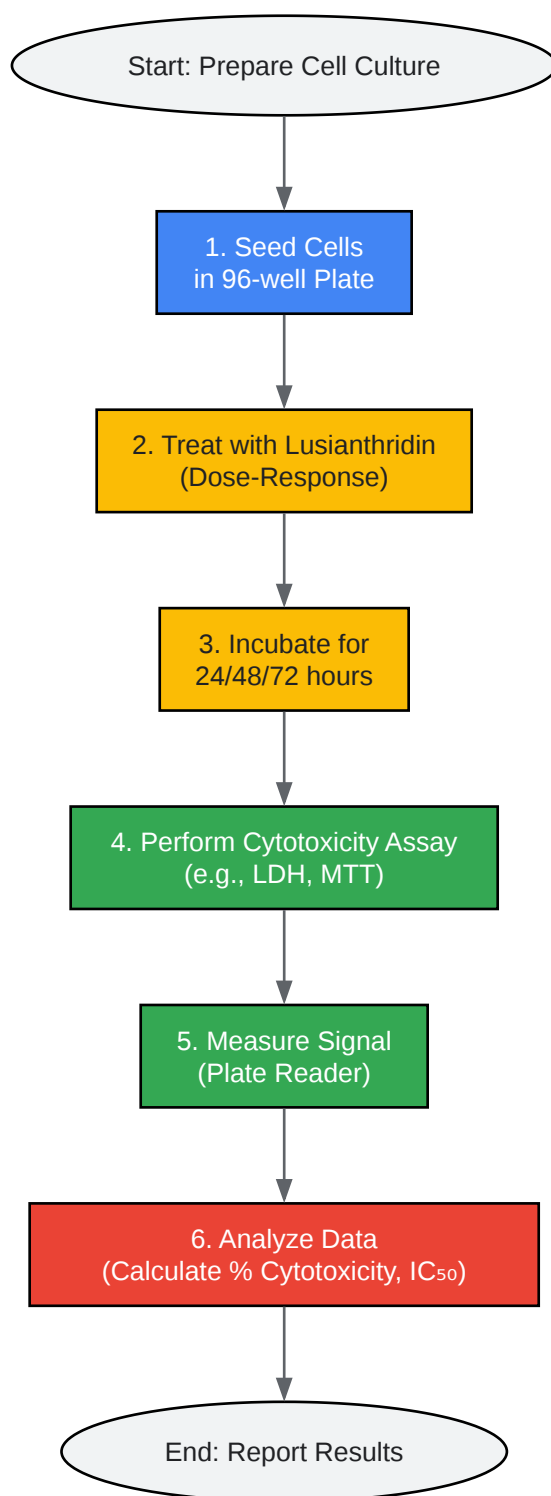 Start: Prepare Cell Culture
1. Seed Cells
in 96-well Plate
2. Treat with Lusianthridin
(Dose-Response)
3. Incubate for
24/48/72 hours
4. Perform Cytotoxicity Assay
(e.g., LDH, MTT)
5. Measure Signal
(Plate Reader)
6. Analyze Data
(Calculate % Cytotoxicity, IC₅₀)
End: Report Results